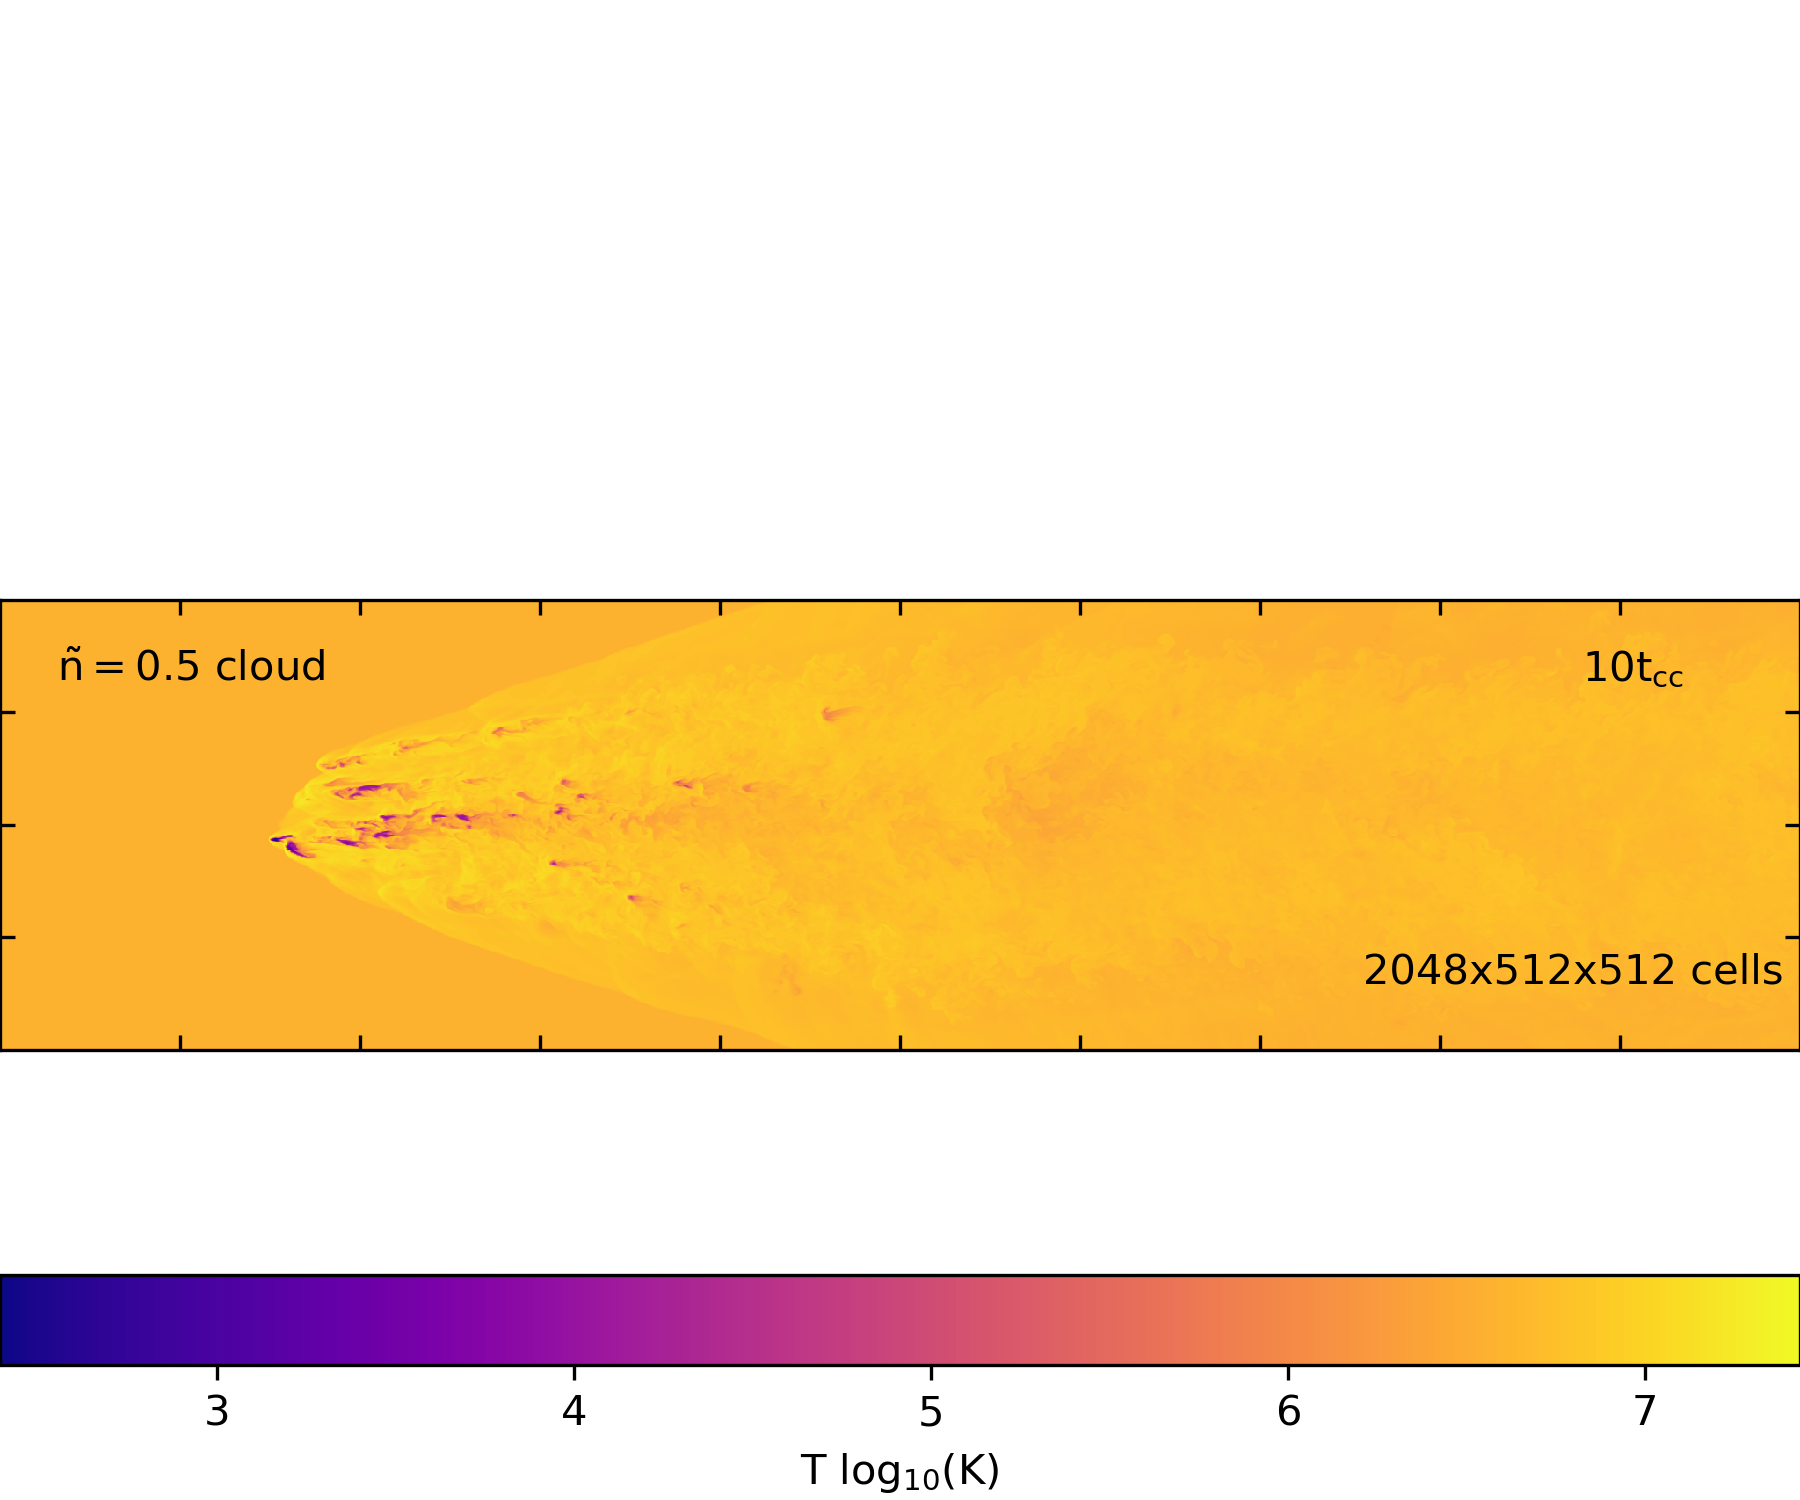 ñ = 0.5 cloud
10t_cc
2048x512x512 cells
3 4 5 6 7
T log₁₀(K)